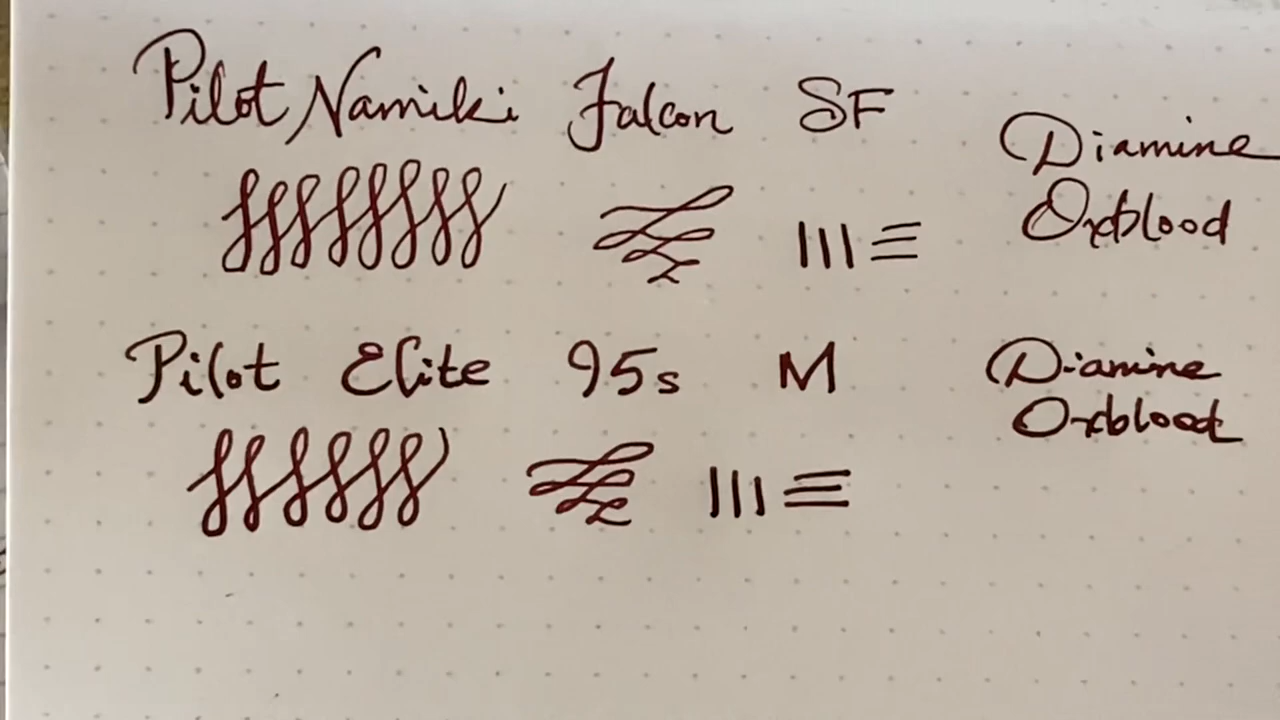 Pilot Namiki Falcon SF
Diamine
Oxblood
Pilot Elite 95s M
Diamine
Oxblood